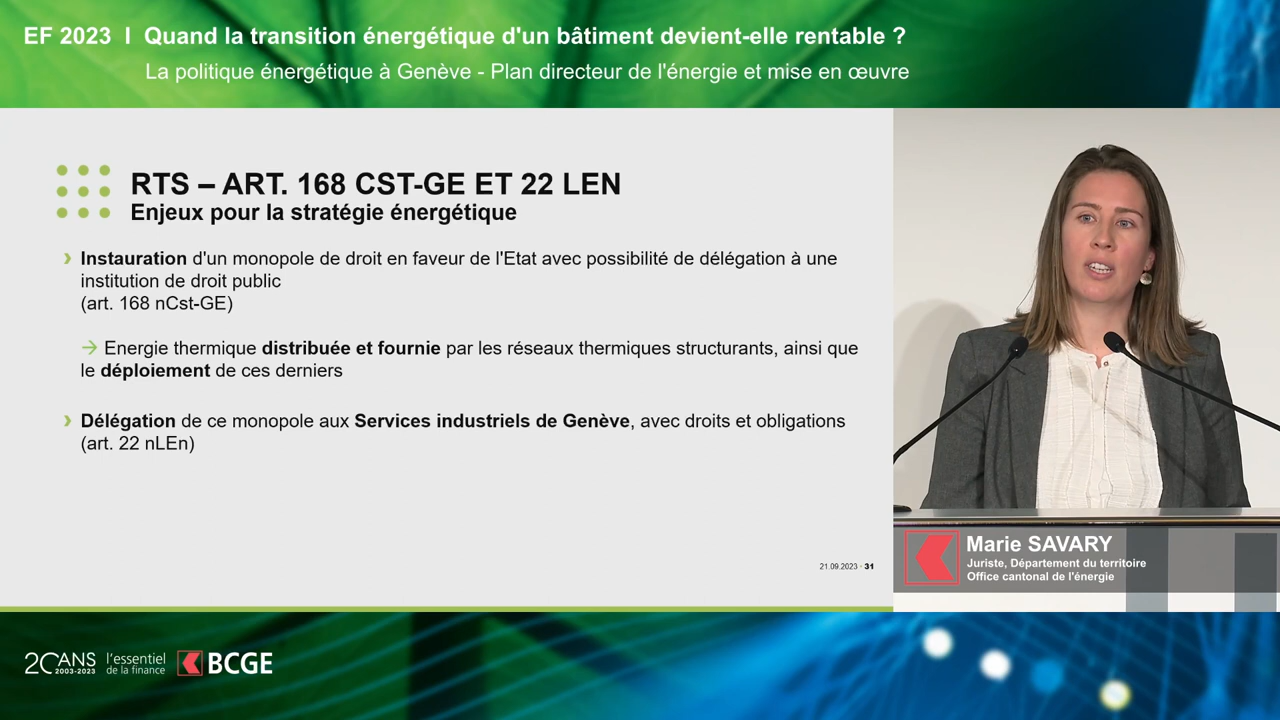 EF 2023 I Quand la transition énergétique d'un bâtiment devient-elle rentable ?
La politique énergétique à Genève - Plan directeur de l'énergie et mise en œuvre
RTS – ART. 168 CST-GE ET 22 LEN
Enjeux pour la stratégie énergétique
› Instauration d'un monopole de droit en faveur de l'Etat avec possibilité de délégation à une
institution de droit public
(art. 168 nCst-GE)
→ Energie thermique distribuée et fournie par les réseaux thermiques structurants, ainsi que
le déploiement de ces derniers
› Délégation de ce monopole aux Services industriels de Genève, avec droits et obligations
(art. 22 nLEn)
21.09.2023 · 31
Marie SAVARY
Juriste, Département du territoire
Office cantonal de l'énergie
20 ANS
2003-2023
l'essentiel
de la finance
BCGE